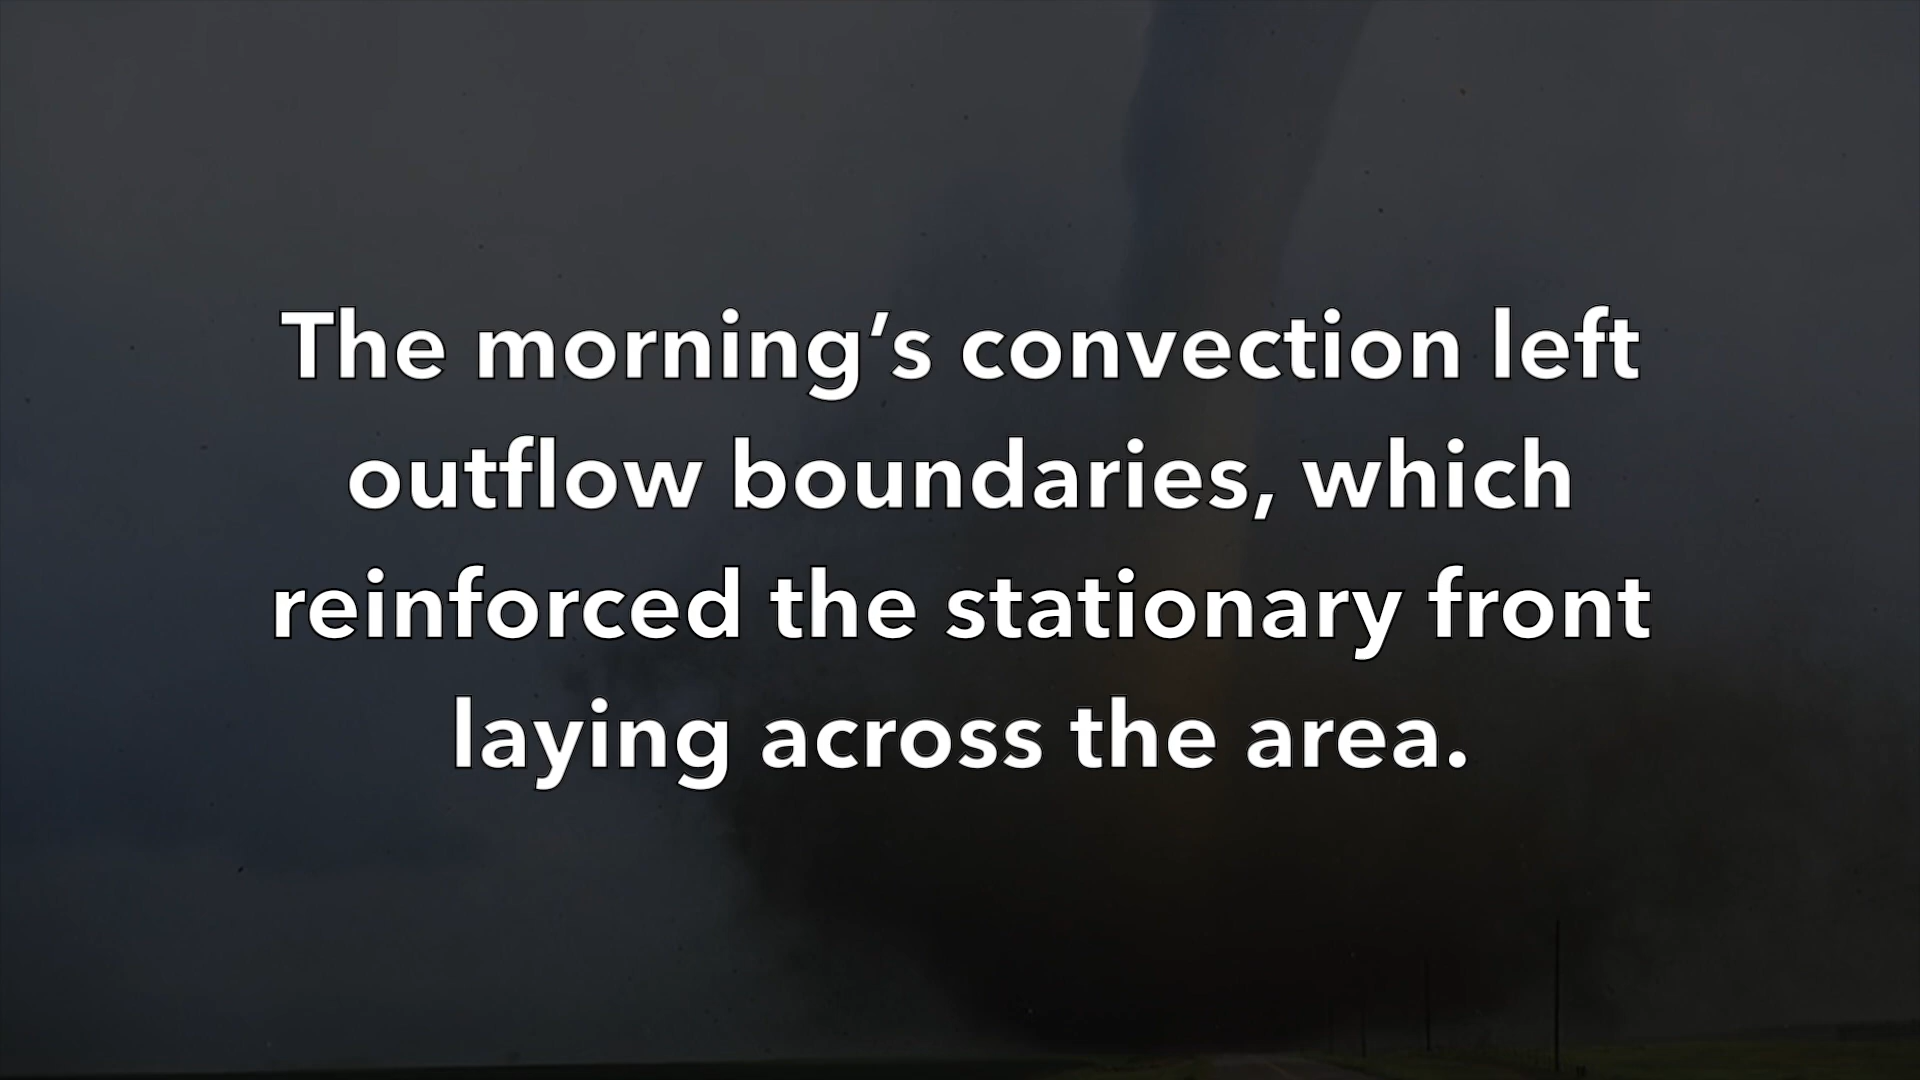 The morning’s convection left
outflow boundaries, which
reinforced the stationary front
laying across the area.